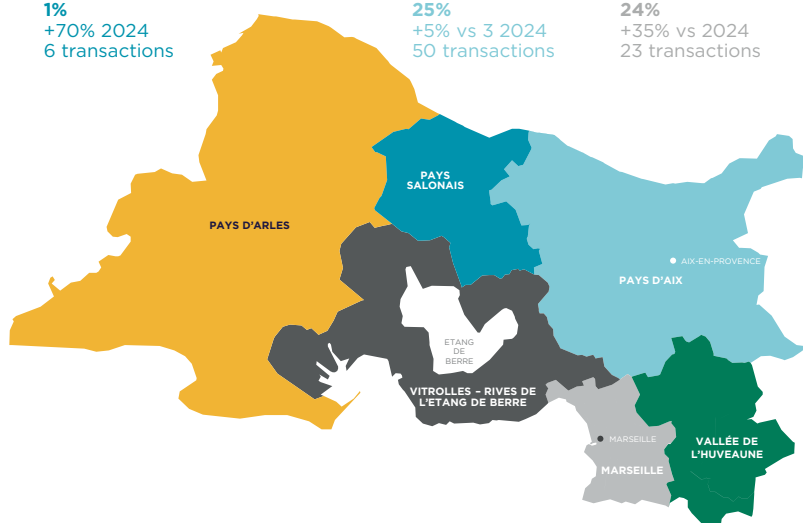 1%
+70% 2024
6 transactions
25%
+5% vs 3 2024
50 transactions
24%
+35% vs 2024
23 transactions
PAYS
SALONAIS
PAYS D'ARLES
AIX-EN-PROVENCE
PAYS D'AIX
ETANG
DE
BERRE
VITROLLES – RIVES DE
L'ETANG DE BERRE
MARSEILLE
MARSEILLE
VALLÉE DE
L'HUVEAUNE